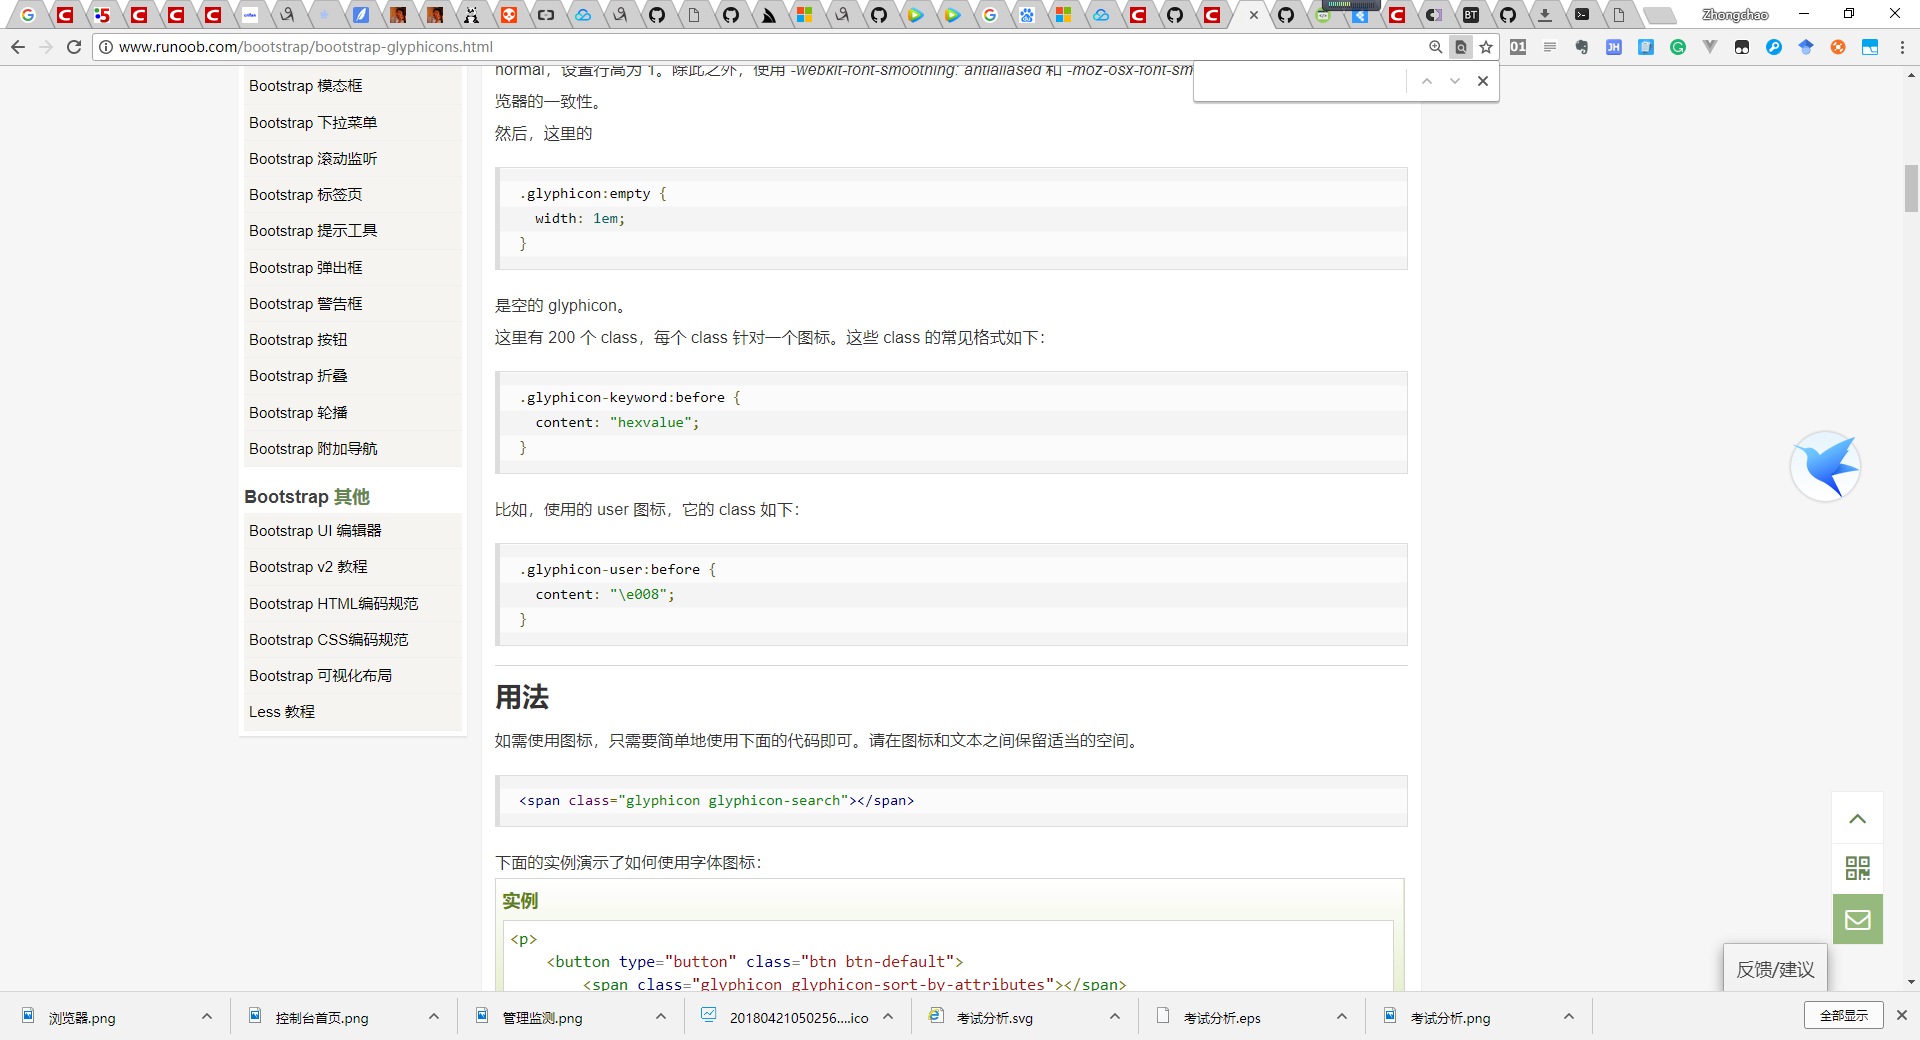 Zhongchao
www.runoob.com/bootstrap/bootstrap-glyphicons.html
Bootstrap 模态框
Bootstrap 下拉菜单
Bootstrap 滚动监听
Bootstrap 标签页
Bootstrap 提示工具
Bootstrap 弹出框
Bootstrap 警告框
Bootstrap 按钮
Bootstrap 折叠
Bootstrap 轮播
Bootstrap 附加导航
Bootstrap 其他
Bootstrap UI 编辑器
Bootstrap v2 教程
Bootstrap HTML编码规范
Bootstrap CSS编码规范
Bootstrap 可视化布局
Less 教程
normal，设置行高为 1。除此之外，使用 -webkit-font-smoothing: antialiased 和 -moz-osx-font-sm
览器的一致性。
然后，这里的
.glyphicon:empty {
width: 1em;
}
是空的 glyphicon。
这里有 200 个 class，每个 class 针对一个图标。这些 class 的常见格式如下：
.glyphicon-keyword:before {
content: "hexvalue";
}
比如，使用的 user 图标，它的 class 如下：
.glyphicon-user:before {
content: "\e008";
}
用法
如需使用图标，只需要简单地使用下面的代码即可。请在图标和文本之间保留适当的空间。
<span class="glyphicon glyphicon-search"></span>
下面的实例演示了如何使用字体图标：
实例
<p>
<button type="button" class="btn btn-default">
<span class="glyphicon glyphicon-sort-by-attributes"></span>
反馈/建议
浏览器.png
控制台首页.png
管理监测.png
20180421050256....ico
考试分析.svg
考试分析.eps
考试分析.png
全部显示